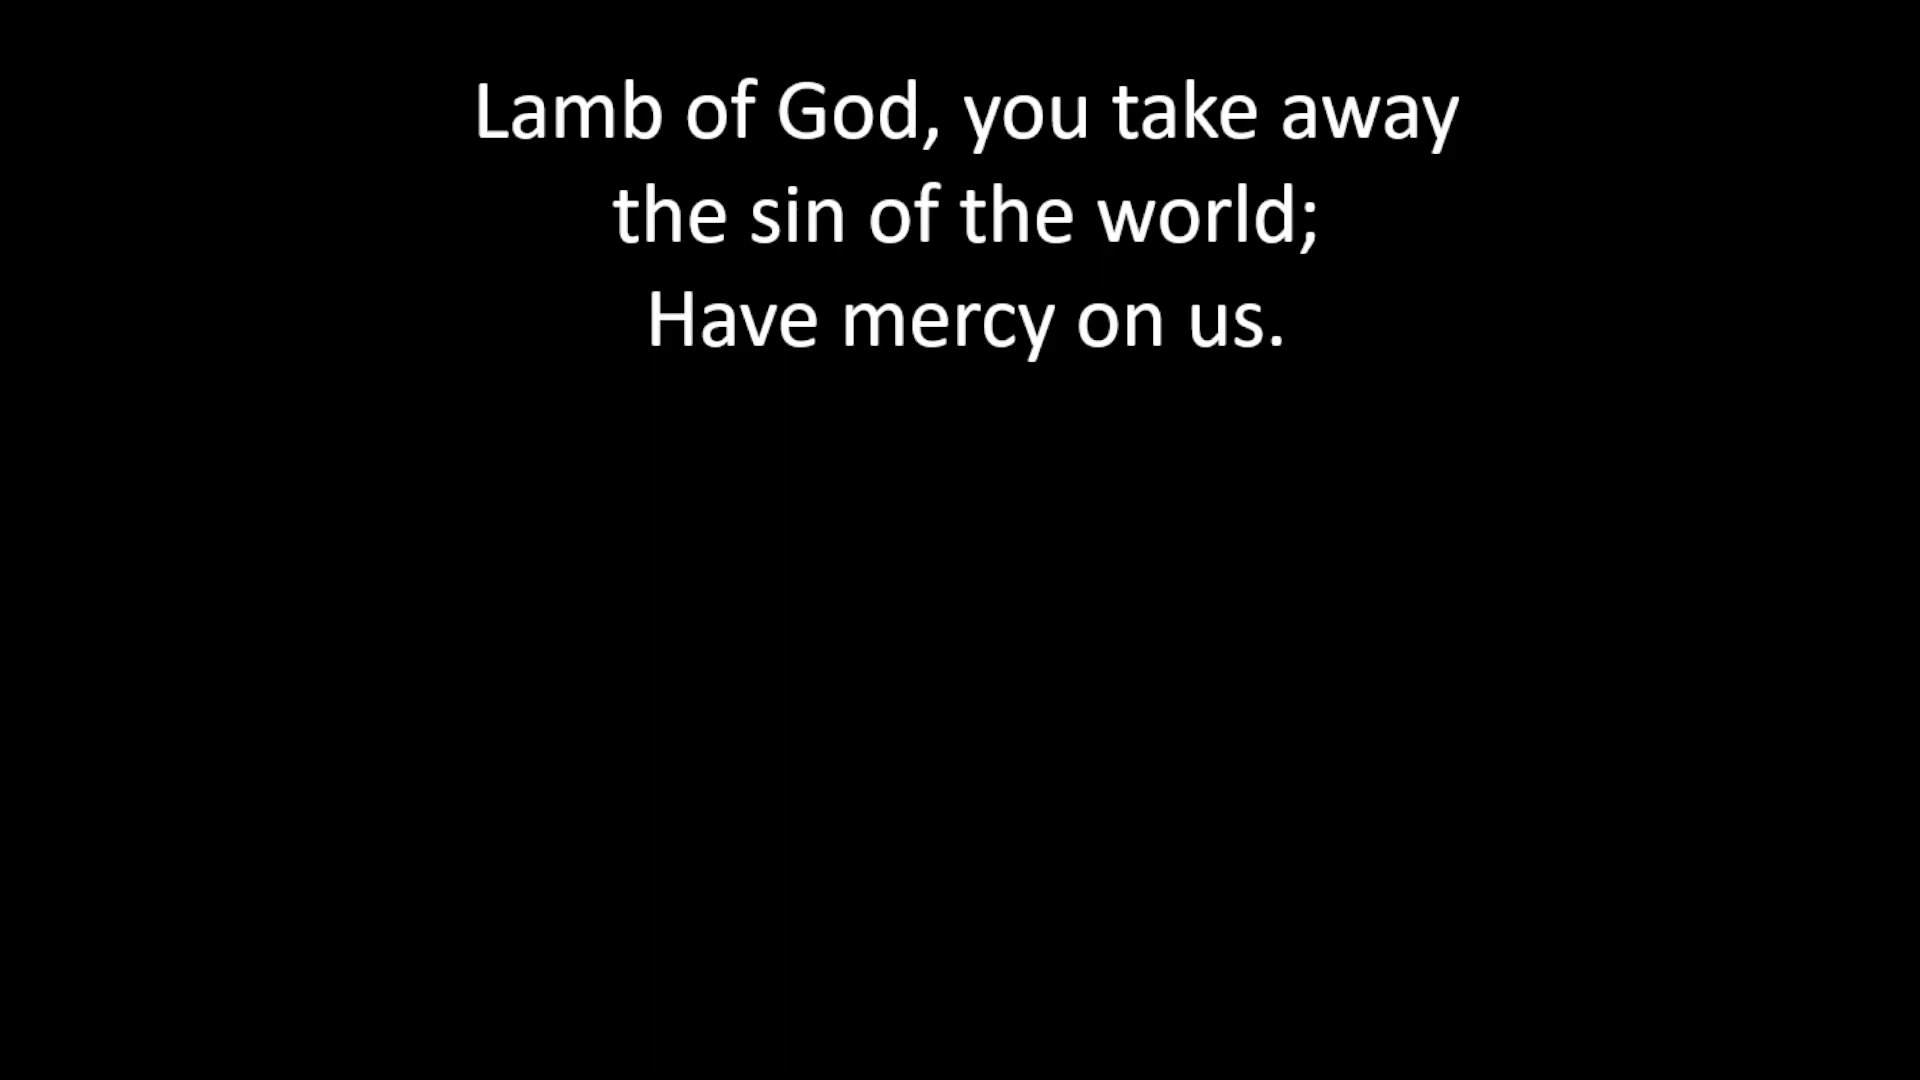 Lamb of God, you take away
the sin of the world;
Have mercy on us.